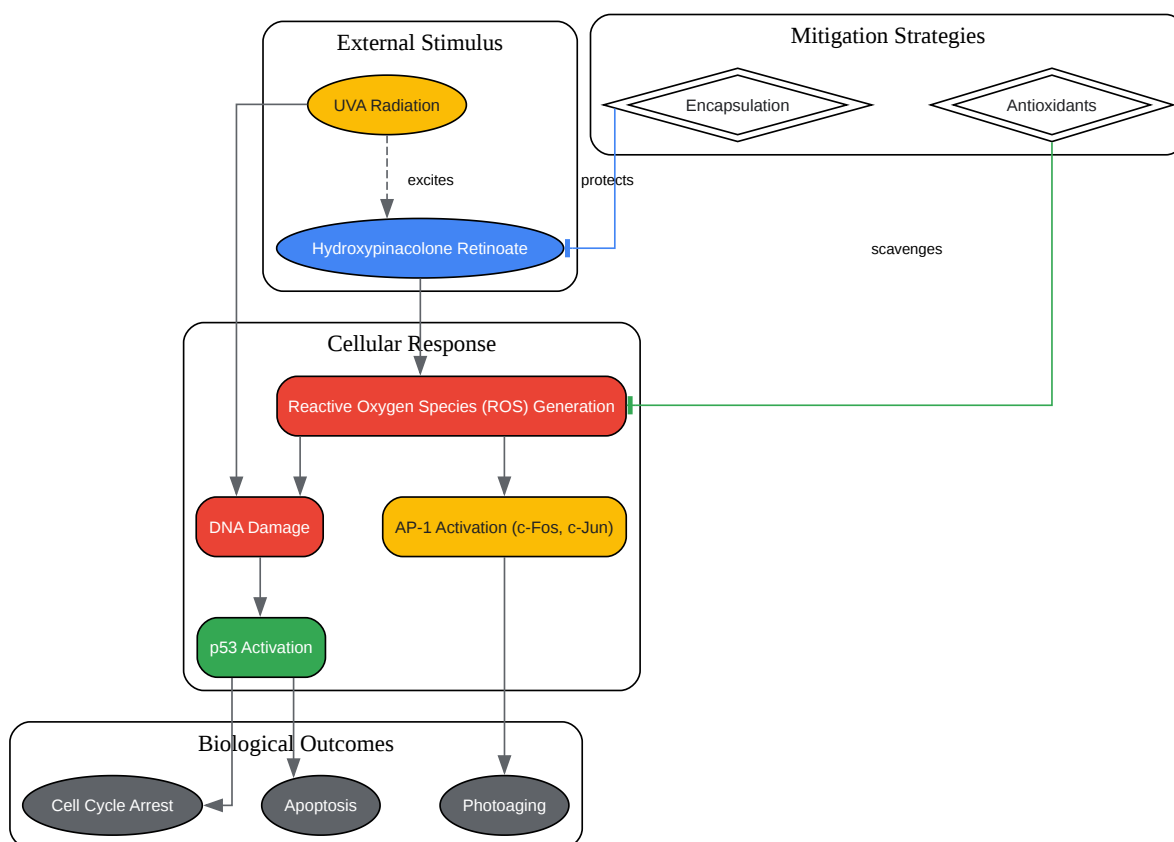 External Stimulus
Mitigation Strategies
UVA Radiation
Encapsulation
Antioxidants
excites
protects
Hydroxypinacolone Retinoate
scavenges
Cellular Response
Reactive Oxygen Species (ROS) Generation
DNA Damage
AP-1 Activation (c-Fos, c-Jun)
p53 Activation
Biological Outcomes
Cell Cycle Arrest
Apoptosis
Photoaging